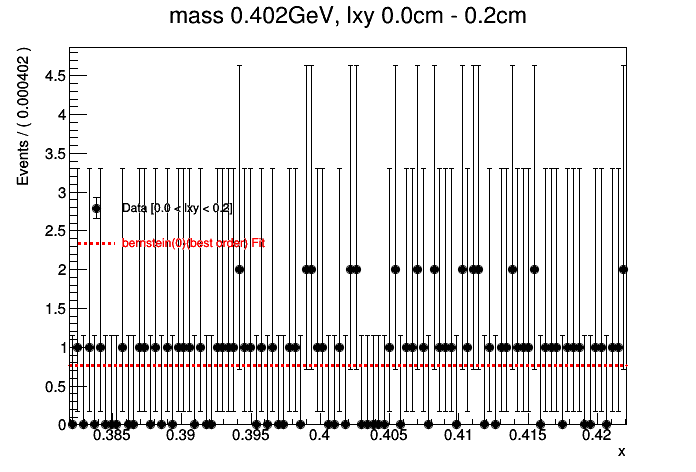 mass 0.402GeV, lxy 0.0cm - 0.2cm
Events / ( 0.000402 )
4.5
4
3.5
3
2.5
2
1.5
1
0.5
0
Data [0.0 < lxy < 0.2]
bernstein(0)(best order) Fit
0.385 0.39 0.395 0.4 0.405 0.41 0.415 0.42
x